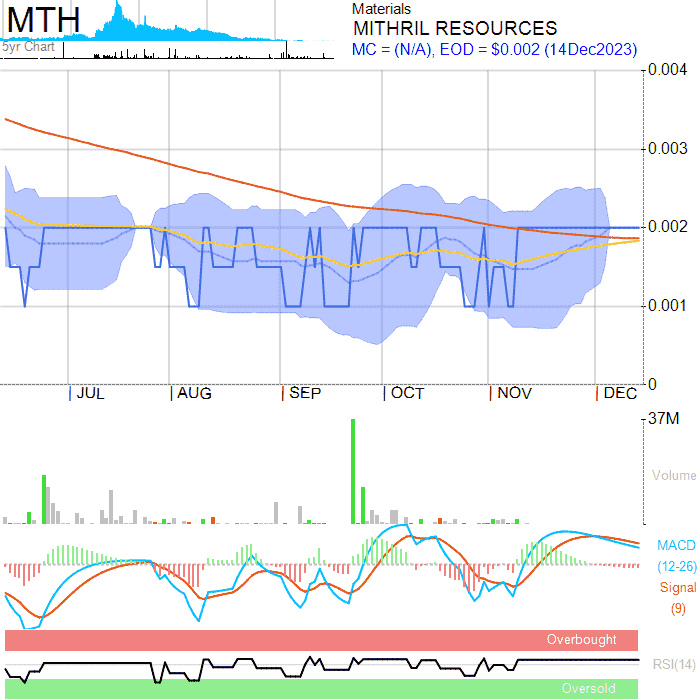 MTH
Materials
MITHRIL RESOURCES
MC = (N/A), EOD = $0.002 (14Dec2023)
5yr Chart
0.004
0.003
0.002
0.001
0
JUL
AUG
SEP
OCT
NOV
DEC
37M
Volume
MACD
(12-26)
Signal
(9)
Overbought
RSI(14)
Oversold